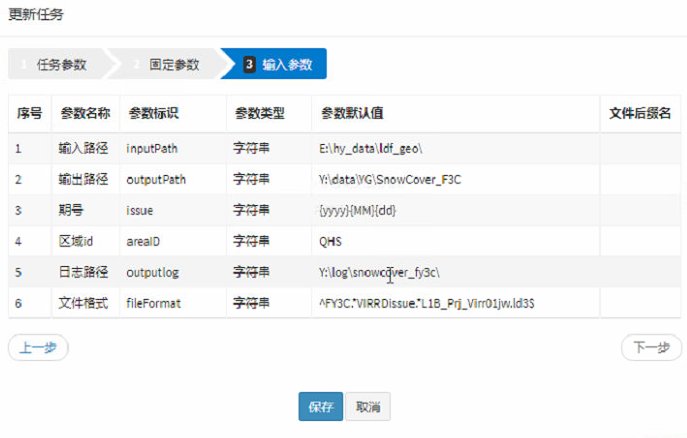 更新任务
1 任务参数 2 固定参数 3 输入参数
序号 参数名称 参数标识 参数类型 参数默认值 文件后缀名
1 输入路径 inputPath 字符串 E:\hy_data\ldf_geo\
2 输出路径 outputPath 字符串 Y:\data\YG\SnowCover_F3C
3 期号 issue 字符串 {yyyy}{MM}{dd}
4 区域id areaID 字符串 QHS
5 日志路径 outputlog 字符串 Y:\log\snowcover_fy3c\
6 文件格式 fileFormat 字符串 ^FY3C.*VIRRDissue.*L1B_Prj_Virr01jw.ld3$
上一步 下一步
保存 取消